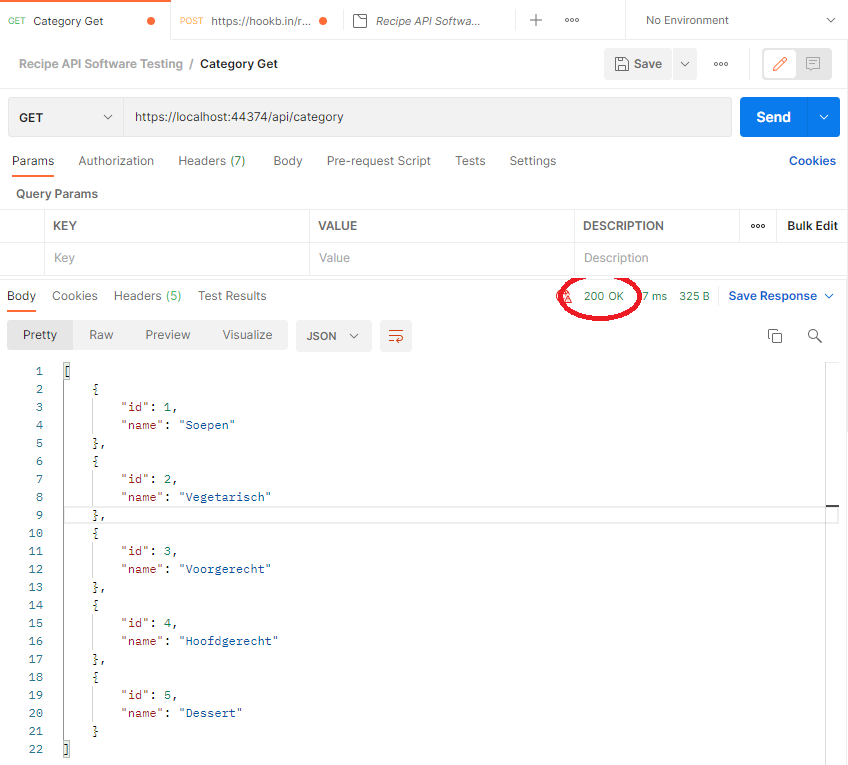 GET Category Get
POST https://hookb.in/r...
Recipe API Softwa...
No Environment
Recipe API Software Testing / Category Get
Save
GET https://localhost:44374/api/category
Send
Params Authorization Headers (7) Body Pre-request Script Tests Settings Cookies
Query Params
KEY VALUE DESCRIPTION Bulk Edit
Key Value Description
Body Cookies Headers (5) Test Results 200 OK 7 ms 325 B Save Response
Pretty Raw Preview Visualize JSON
1 [
2 {
3 "id": 1,
4 "name": "Soepen"
5 },
6 {
7 "id": 2,
8 "name": "Vegetarisch"
9 },
10 {
11 "id": 3,
12 "name": "Voorgerecht"
13 },
14 {
15 "id": 4,
16 "name": "Hoofdgerecht"
17 },
18 {
19 "id": 5,
20 "name": "Dessert"
21 }
22 ]